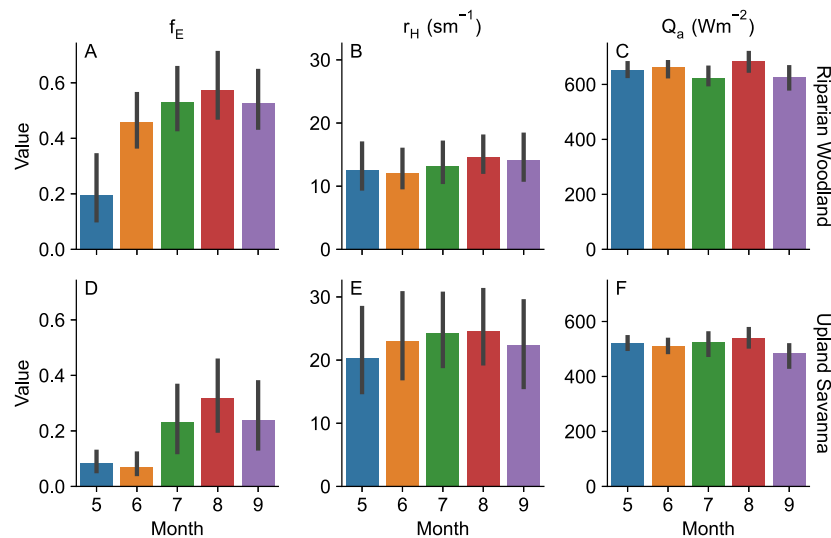 f_E
r_H (sm⁻¹)
Q_a (Wm⁻²)
A
B
C
Value
0.6
0.4
0.2
0.0
30
20
10
0
600
400
200
0
Riparian Woodland
D
E
F
Value
0.6
0.4
0.2
0.0
30
20
10
0
600
400
200
0
Upland Savanna
5 6 7 8 9
5 6 7 8 9
5 6 7 8 9
Month
Month
Month